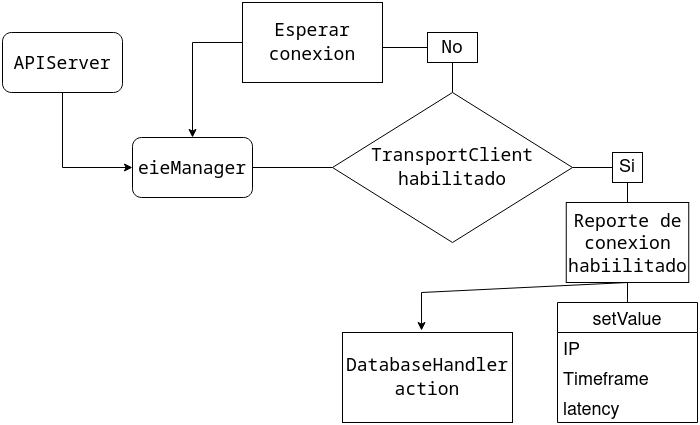 Esperar
conexion
No
APIServer
TransportClient
habilitado
eieManager
Si
Reporte de
conexion
habiilitado
setValue
IP
Timeframe
latency
DatabaseHandler
action